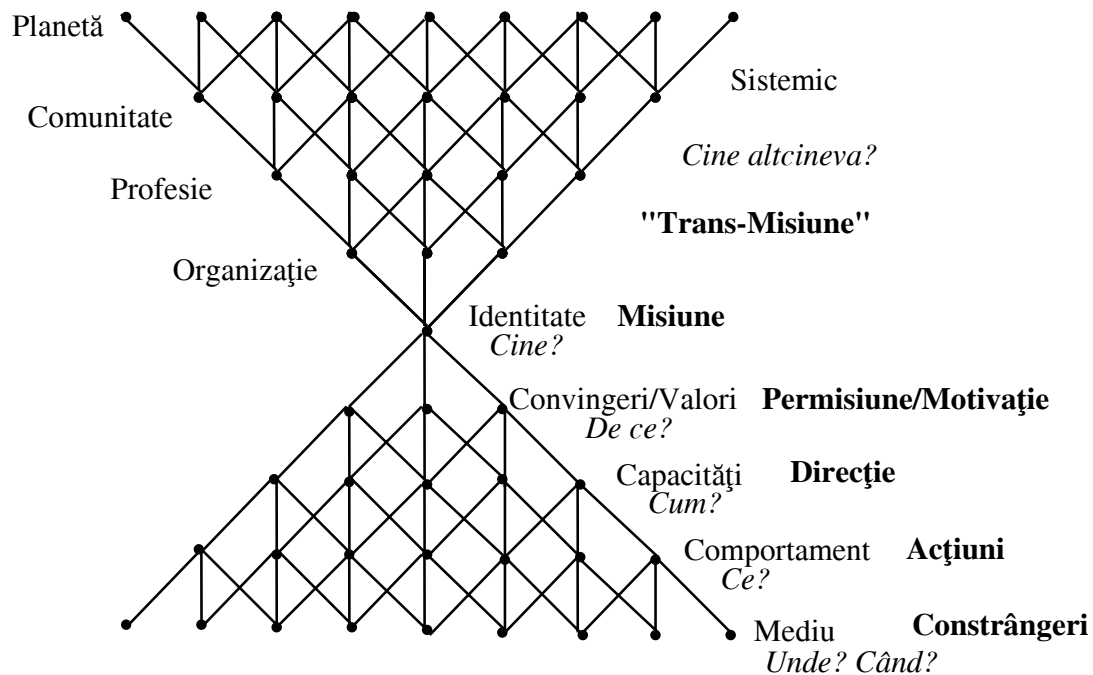 Planetă
Sistemic
Comunitate
Cine altcineva?
Profesie
"Trans-Misiune"
Organizaţie
Identitate Misiune
Cine?
Convingeri/Valori Permisiune/Motivaţie
De ce?
Capacităţi Direcţie
Cum?
Comportament Acţiuni
Ce?
Mediu Constrângeri
Unde? Când?